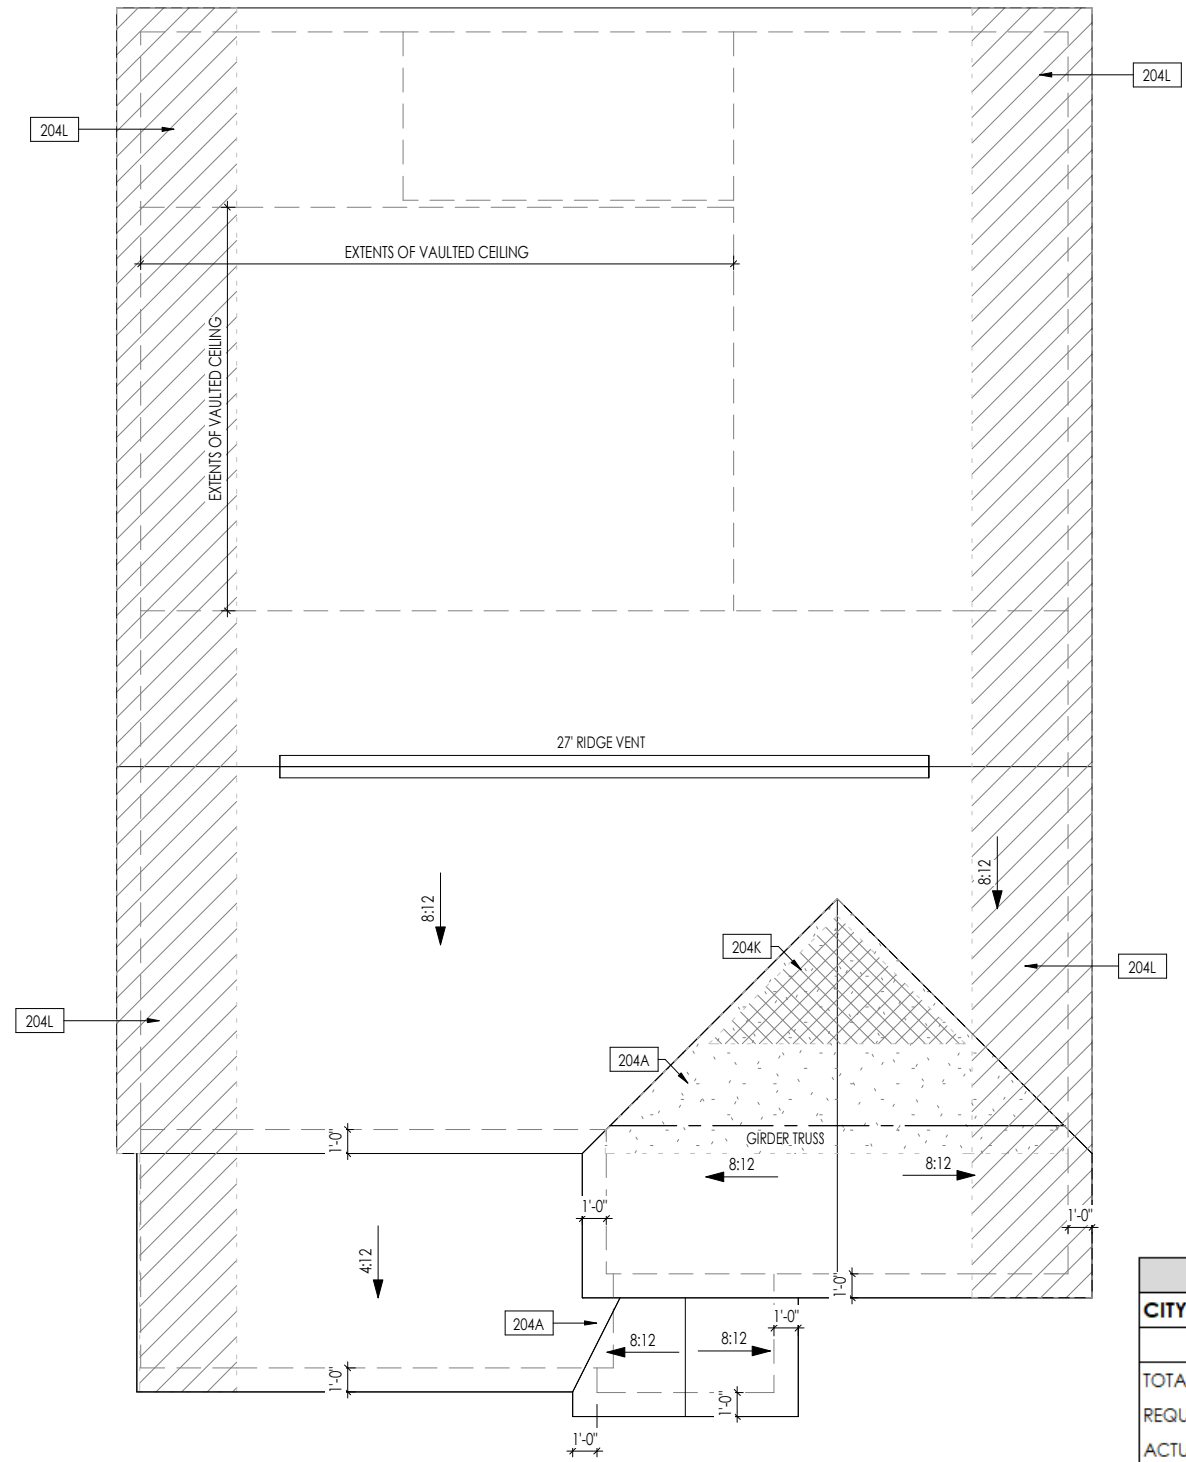 204L
204L
EXTENTS OF VAULTED CEILING
EXTENTS OF VAULTED CEILING
27' RIDGE VENT
8:12
8:12
204K
204L
204L
204A
GIRDER TRUSS
1'-0"
8:12
8:12
1'-0"
1'-0"
4:12
1'-0"
204A
1'-0"
8:12
8:12
1'-0"
1'-0"
1'-0"
CITY
TOTA
REQU
ACTU